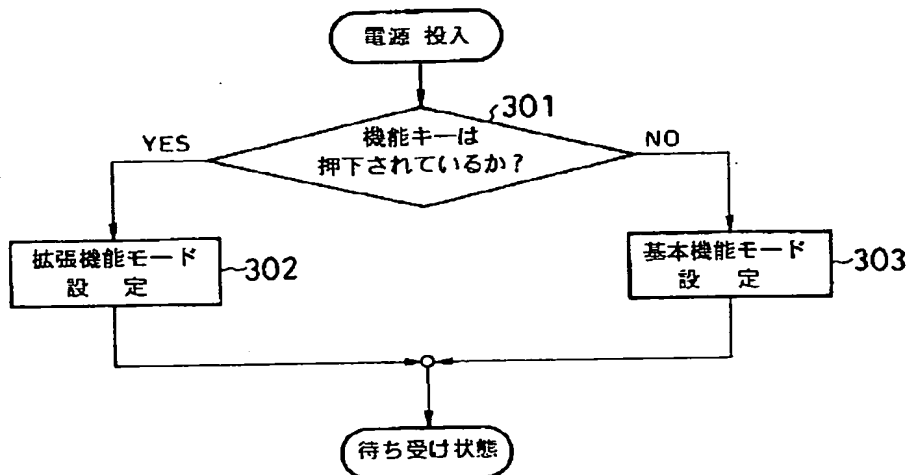 電源 投入
301
機能キーは
押下されているか?
YES
NO
拡張機能モード
設 定
302
基本機能モード
設 定
303
待ち受け状態